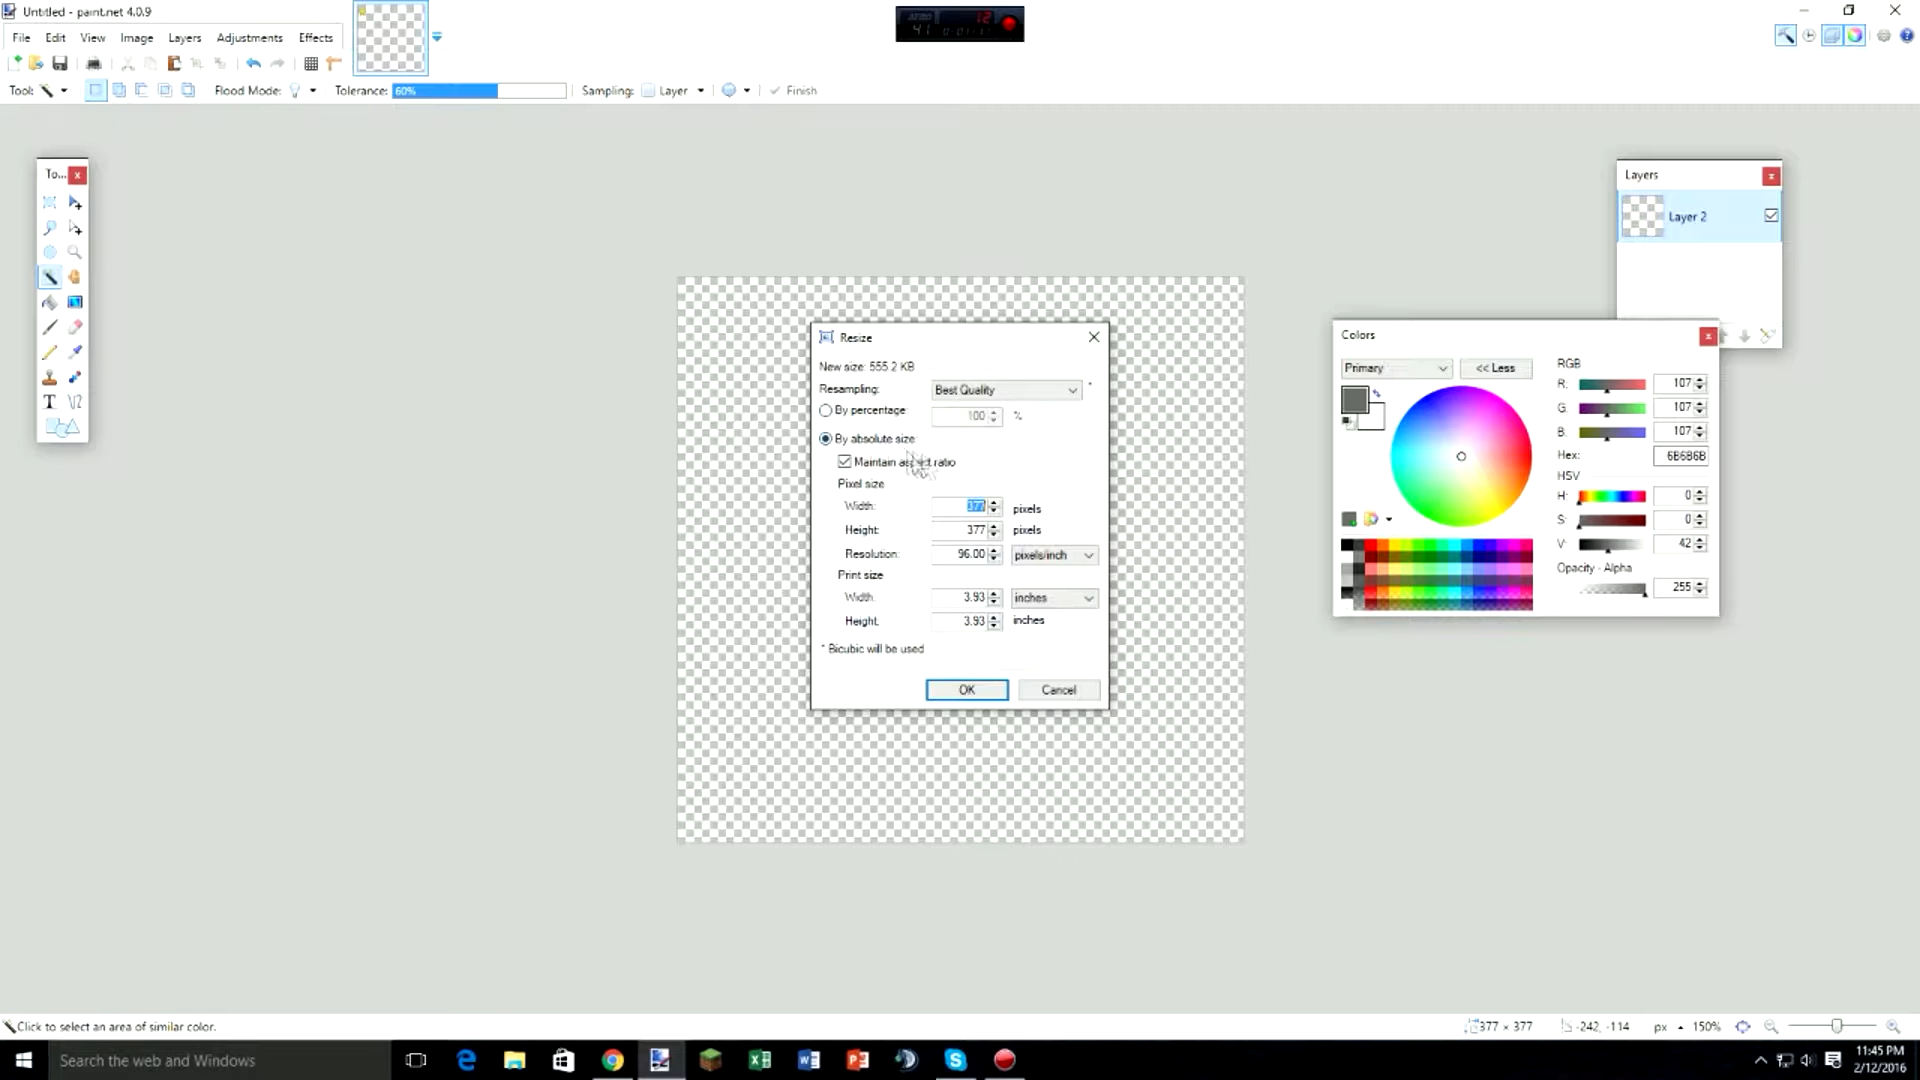 Untitled - paint.net 4.0.9
File Edit View Image Layers Adjustments Effects
Tool: Flood Mode: Tolerance: 60% Sampling: Layer Finish
To...
Layers
Layer 2
Resize
New size: 555.2 KB
Resampling: Best Quality *
By percentage: 100 %
By absolute size:
Maintain aspect ratio
Pixel size
Width: 377 pixels
Height: 377 pixels
Resolution: 96.00 pixels/inch
Print size
Width: 3.93 inches
Height: 3.93 inches
* Bicubic will be used
OK Cancel
Colors
Primary << Less
RGB
R: 107
G: 107
B: 107
Hex: 6B6B6B
HSV
H: 0
S: 0
V: 42
Opacity - Alpha
255
Click to select an area of similar color.
377 × 377 -242, -114 px 150%
Search the web and Windows
11:45 PM
2/12/2016